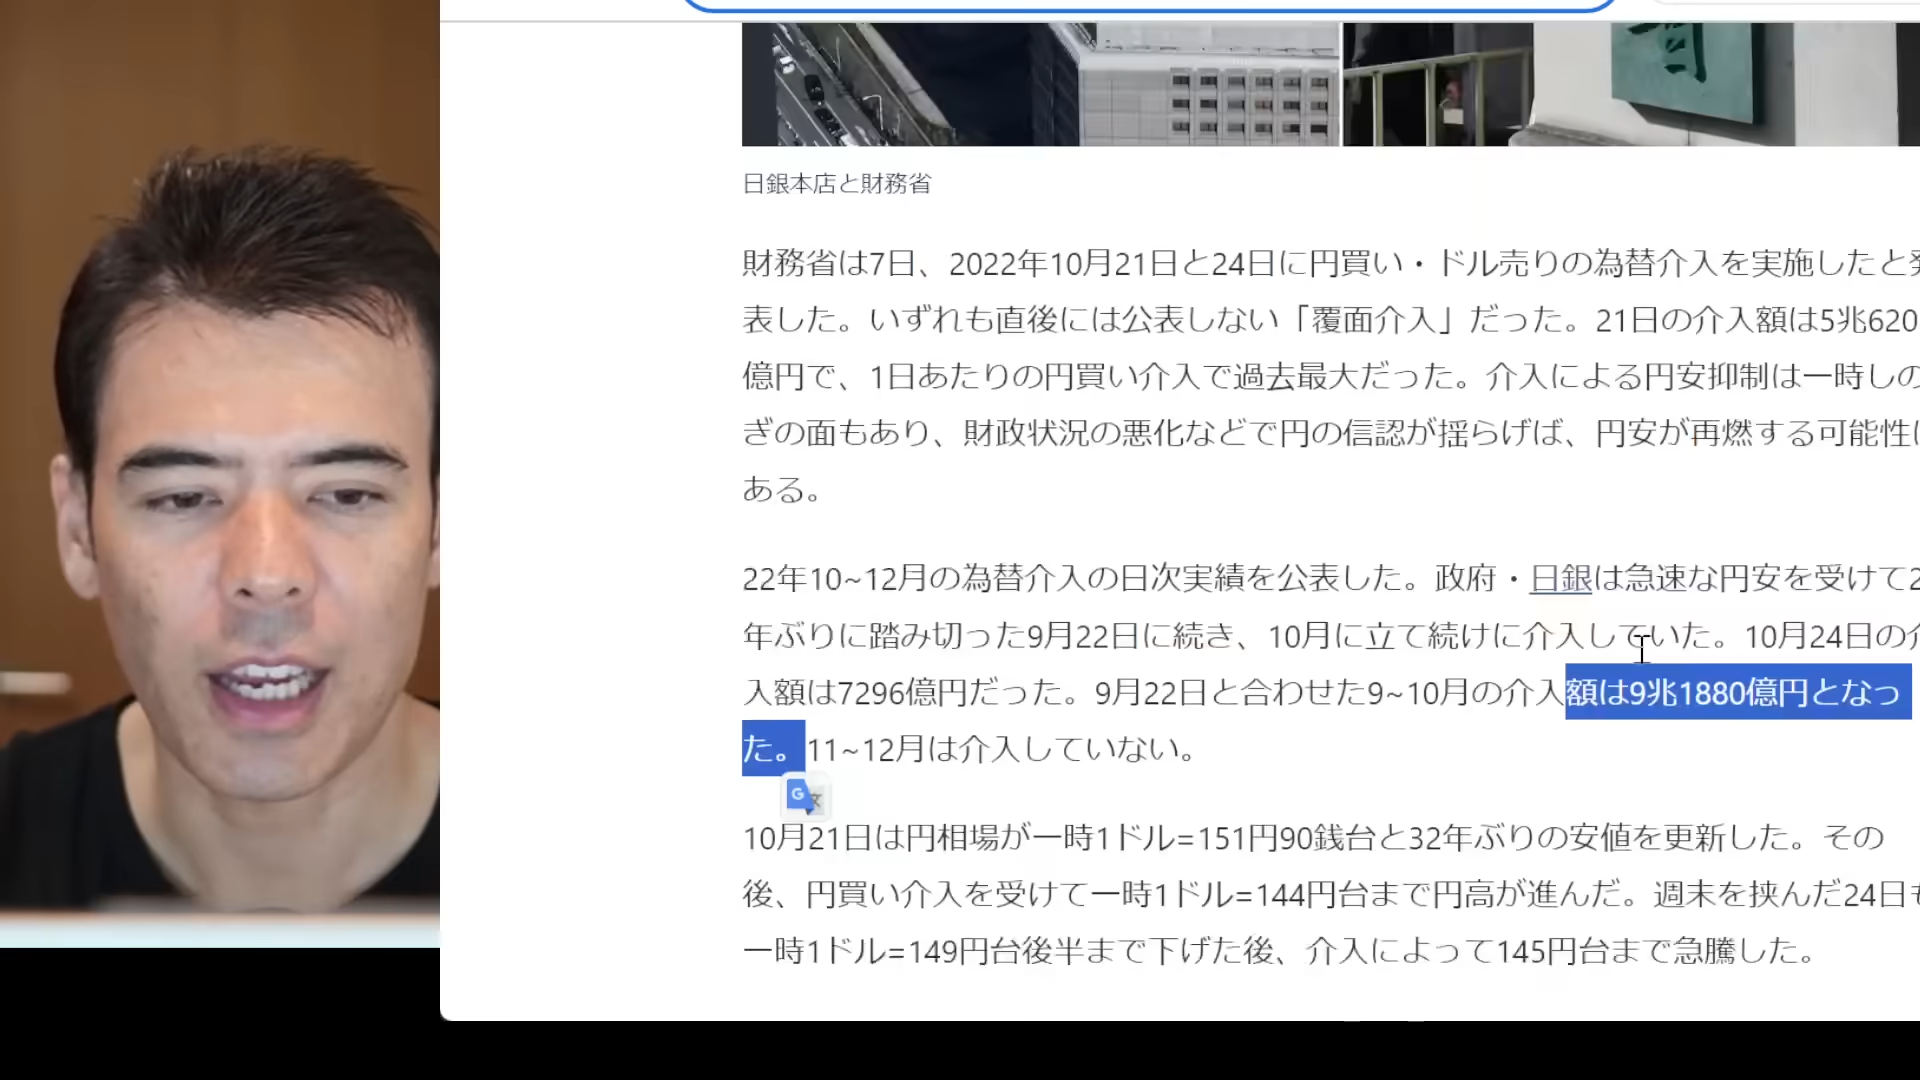 日銀本店と財務省
財務省は7日、2022年10月21日と24日に円買い・ドル売りの為替介入を実施したと発
表した。いずれも直後には公表しない「覆面介入」だった。21日の介入額は5兆620
億円で、1日あたりの円買い介入で過去最大だった。介入による円安抑制は一時しの
ぎの面もあり、財政状況の悪化などで円の信認が揺らげば、円安が再燃する可能性は
ある。
22年10~12月の為替介入の日次実績を公表した。政府・日銀は急速な円安を受けて2
年ぶりに踏み切った9月22日に続き、10月に立て続けに介入していた。10月24日の介
入額は7296億円だった。9月22日と合わせた9~10月の介入額は9兆1880億円となっ
た。11~12月は介入していない。
10月21日は円相場が一時1ドル=151円90銭台と32年ぶりの安値を更新した。その
後、円買い介入を受けて一時1ドル=144円台まで円高が進んだ。週末を挟んだ24日も
一時1ドル=149円台後半まで下げた後、介入によって145円台まで急騰した。